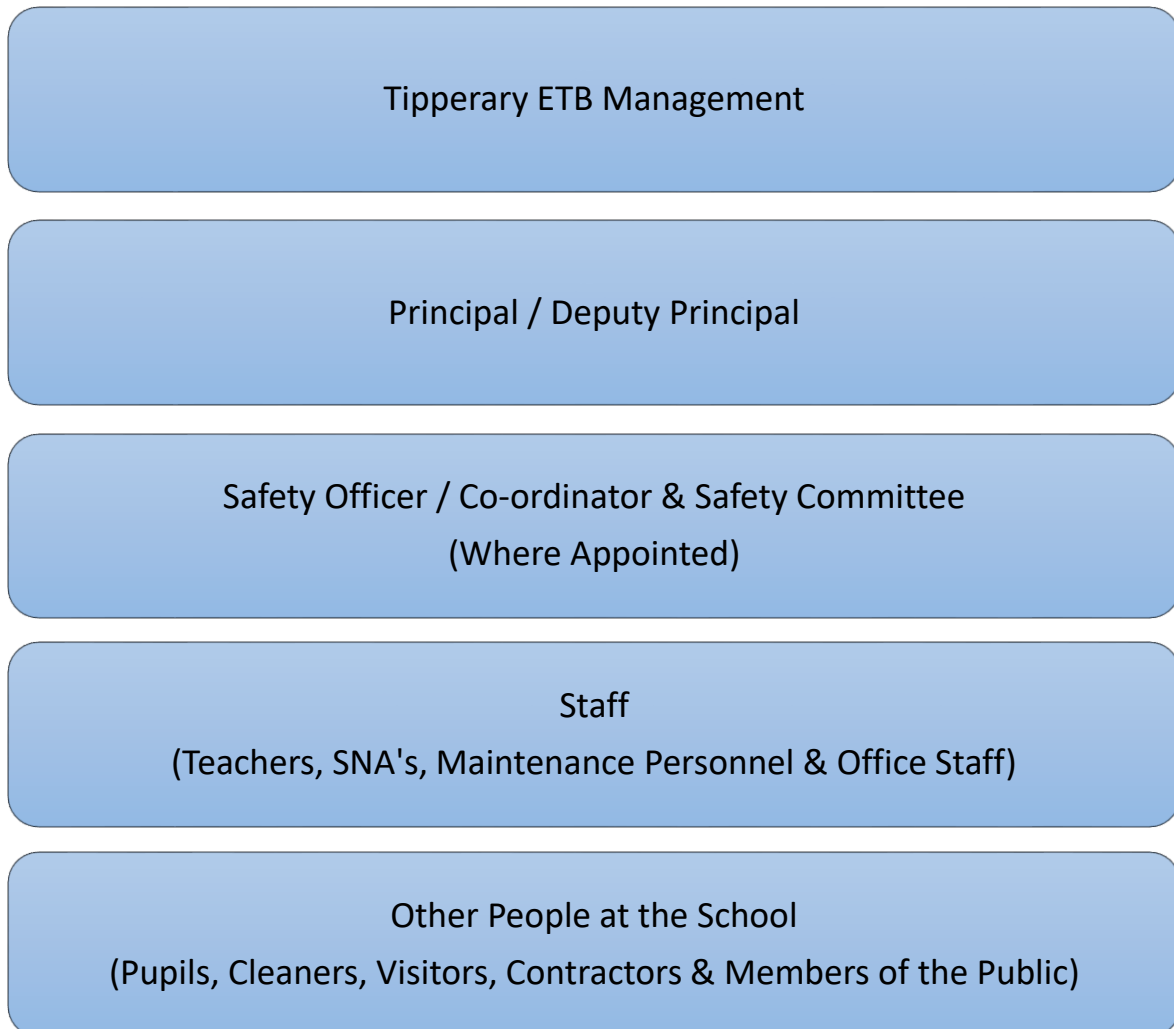 Tipperary ETB Management
Principal / Deputy Principal
Safety Officer / Co-ordinator & Safety Committee
(Where Appointed)
Staff
(Teachers, SNA's, Maintenance Personnel & Office Staff)
Other People at the School
(Pupils, Cleaners, Visitors, Contractors & Members of the Public)